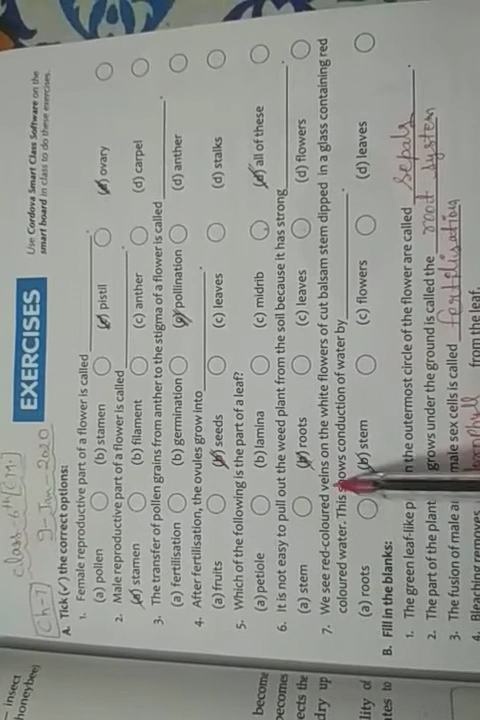 - insect
honeybee)
become
becomes
ects the
dry up
lity of
tes to
class - 6th
Ch-7
9-Jan-2020
EXERCISES
Use Cordova Smart Class Software on the
smart board in class to do these exercises.
A. Tick (✓) the correct options:
1. Female reproductive part of a flower is called ________.
(a) pollen (b) stamen (c) pistil (d) ovary
2. Male reproductive part of a flower is called ________.
(a) stamen (b) filament (c) anther (d) carpel
3. The transfer of pollen grains from anther to the stigma of a flower is called ________.
(a) fertilisation (b) germination (c) pollination (d) anther
4. After fertilisation, the ovules grow into ________.
(a) fruits (b) seeds (c) leaves (d) stalks
5. Which of the following is the part of a leaf?
(a) petiole (b) lamina (c) midrib (d) all of these
6. It is not easy to pull out the weed plant from the soil because it has strong ________.
(a) stem (b) roots (c) leaves (d) flowers
7. We see red-coloured veins on the white flowers of cut balsam stem dipped in a glass containing red
coloured water. This shows conduction of water by ________.
(a) roots (b) stem (c) flowers (d) leaves
B. Fill in the blanks:
1. The green leaf-like p n the outermost circle of the flower are called sepals.
2. The part of the plant grows under the ground is called the root system
3. The fusion of male a male sex cells is called fertilisation
4. Bleaching removes from the leaf.